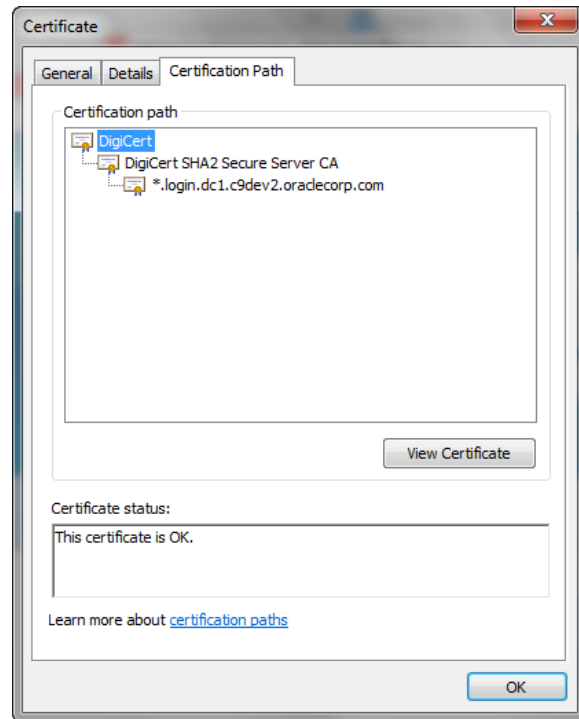 Certificate
General Details Certification Path
Certification path
DigiCert
DigiCert SHA2 Secure Server CA
*.login.dc1.c9dev2.oraclecorp.com
View Certificate
Certificate status:
This certificate is OK.
Learn more about certification paths
OK